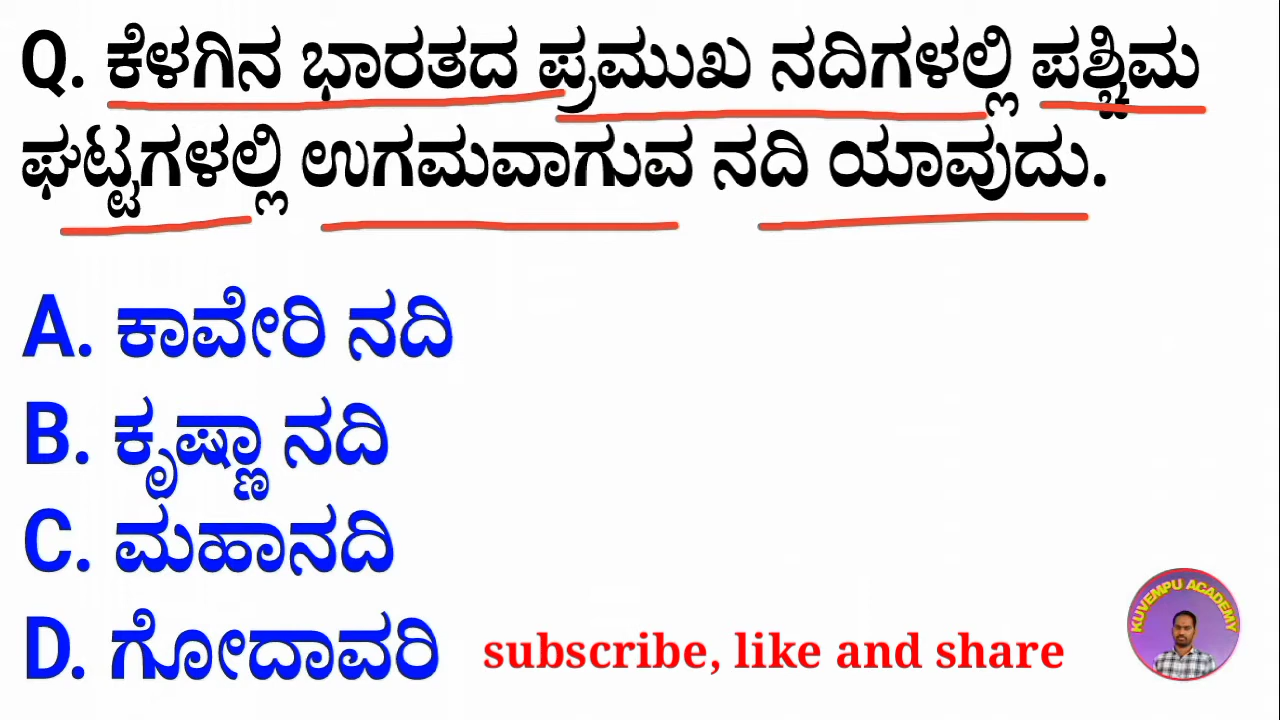 Q. ಕೆಳಗಿನ ಭಾರತದ ಪ್ರಮುಖ ನದಿಗಳಲ್ಲಿ ಪಶ್ಚಿಮ
ಘಟ್ಟಗಳಲ್ಲಿ ಉಗಮವಾಗುವ ನದಿ ಯಾವುದು.
A. ಕಾವೇರಿ ನದಿ
B. ಕೃಷ್ಣಾ ನದಿ
C. ಮಹಾನದಿ
D. ಗೋದಾವರಿ
subscribe, like and share
KUVEMPU ACADEMY